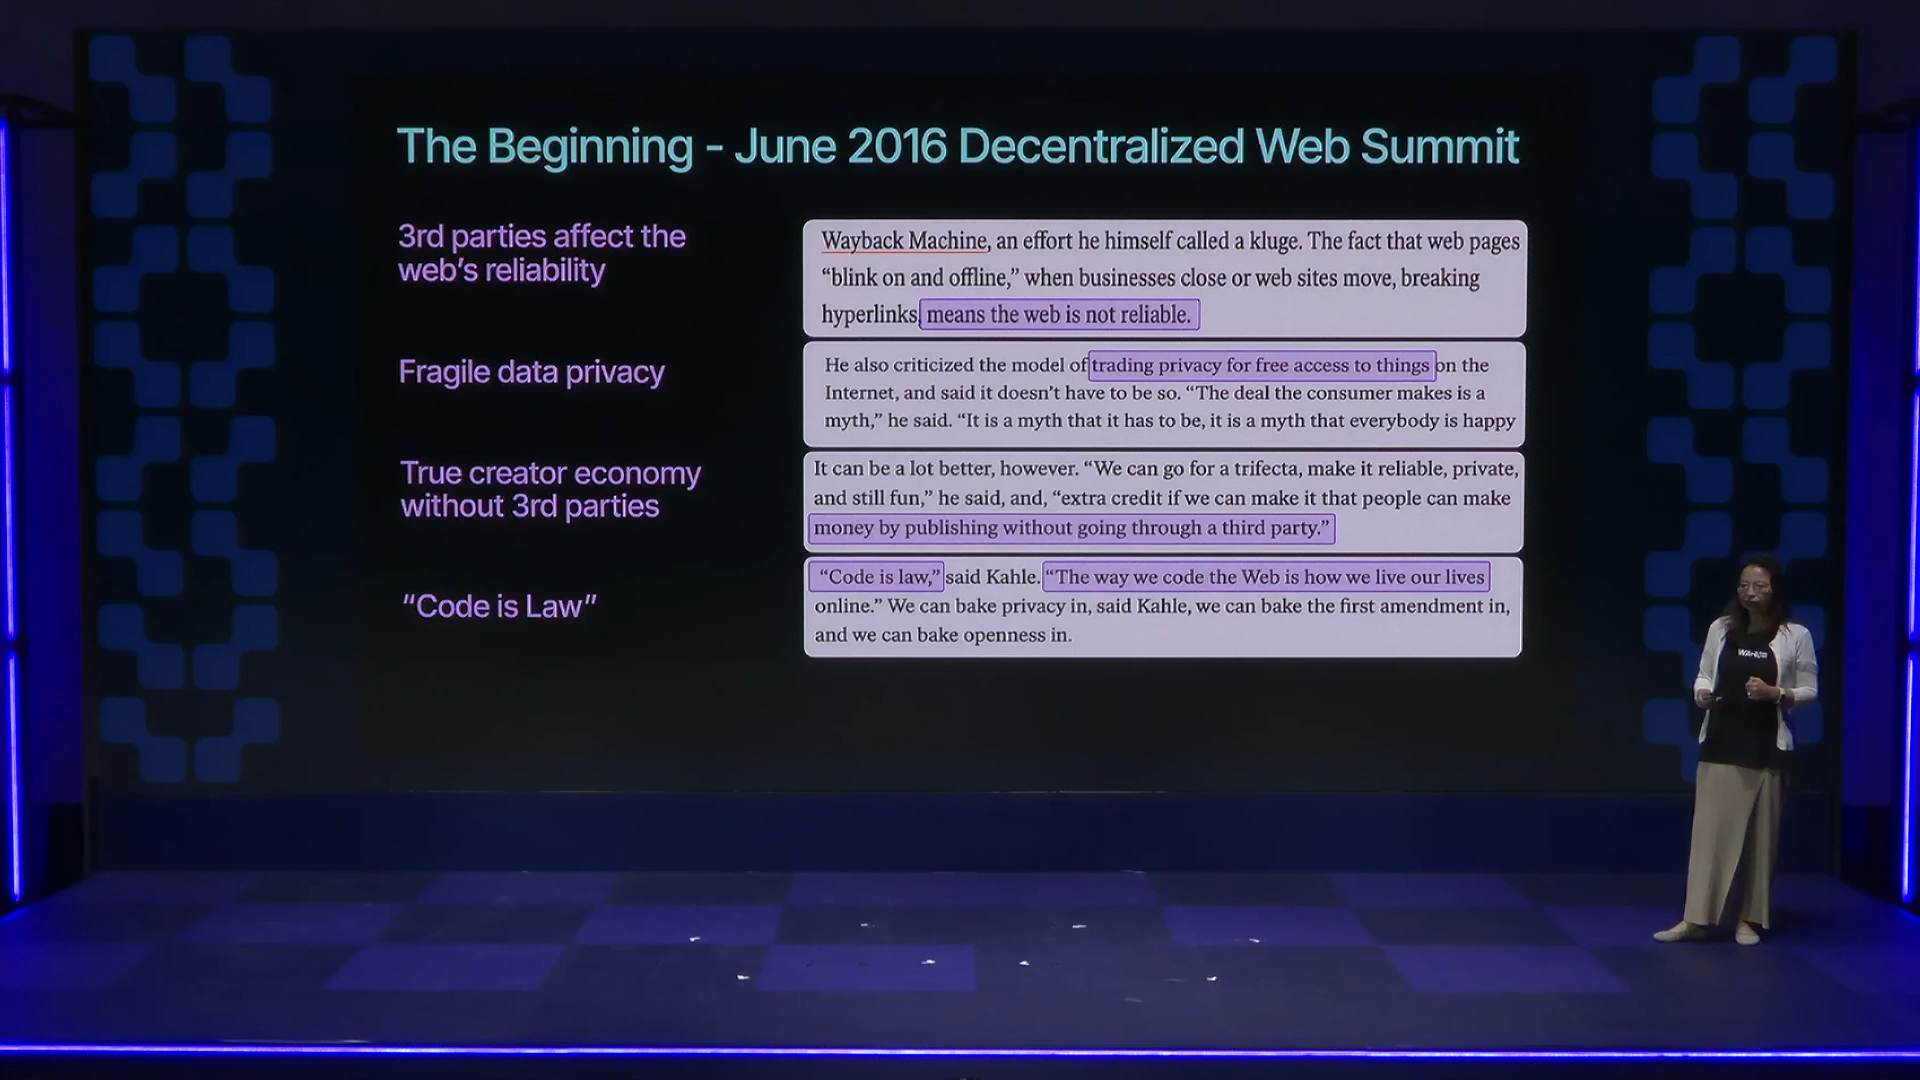 The Beginning - June 2016 Decentralized Web Summit
3rd parties affect the
web's reliability
Wayback Machine, an effort he himself called a kluge. The fact that web pages
“blink on and offline,” when businesses close or web sites move, breaking
hyperlinks, means the web is not reliable.
Fragile data privacy
He also criticized the model of trading privacy for free access to things on the
Internet, and said it doesn’t have to be so. “The deal the consumer makes is a
myth,” he said. “It is a myth that it has to be, it is a myth that everybody is happy
True creator economy
without 3rd parties
It can be a lot better, however. “We can go for a trifecta, make it reliable, private,
and still fun,” he said, and, “extra credit if we can make it that people can make
money by publishing without going through a third party.”
“Code is Law”
“Code is law,” said Kahle. “The way we code the Web is how we live our lives
online.” We can bake privacy in, said Kahle, we can bake the first amendment in,
and we can bake openness in.